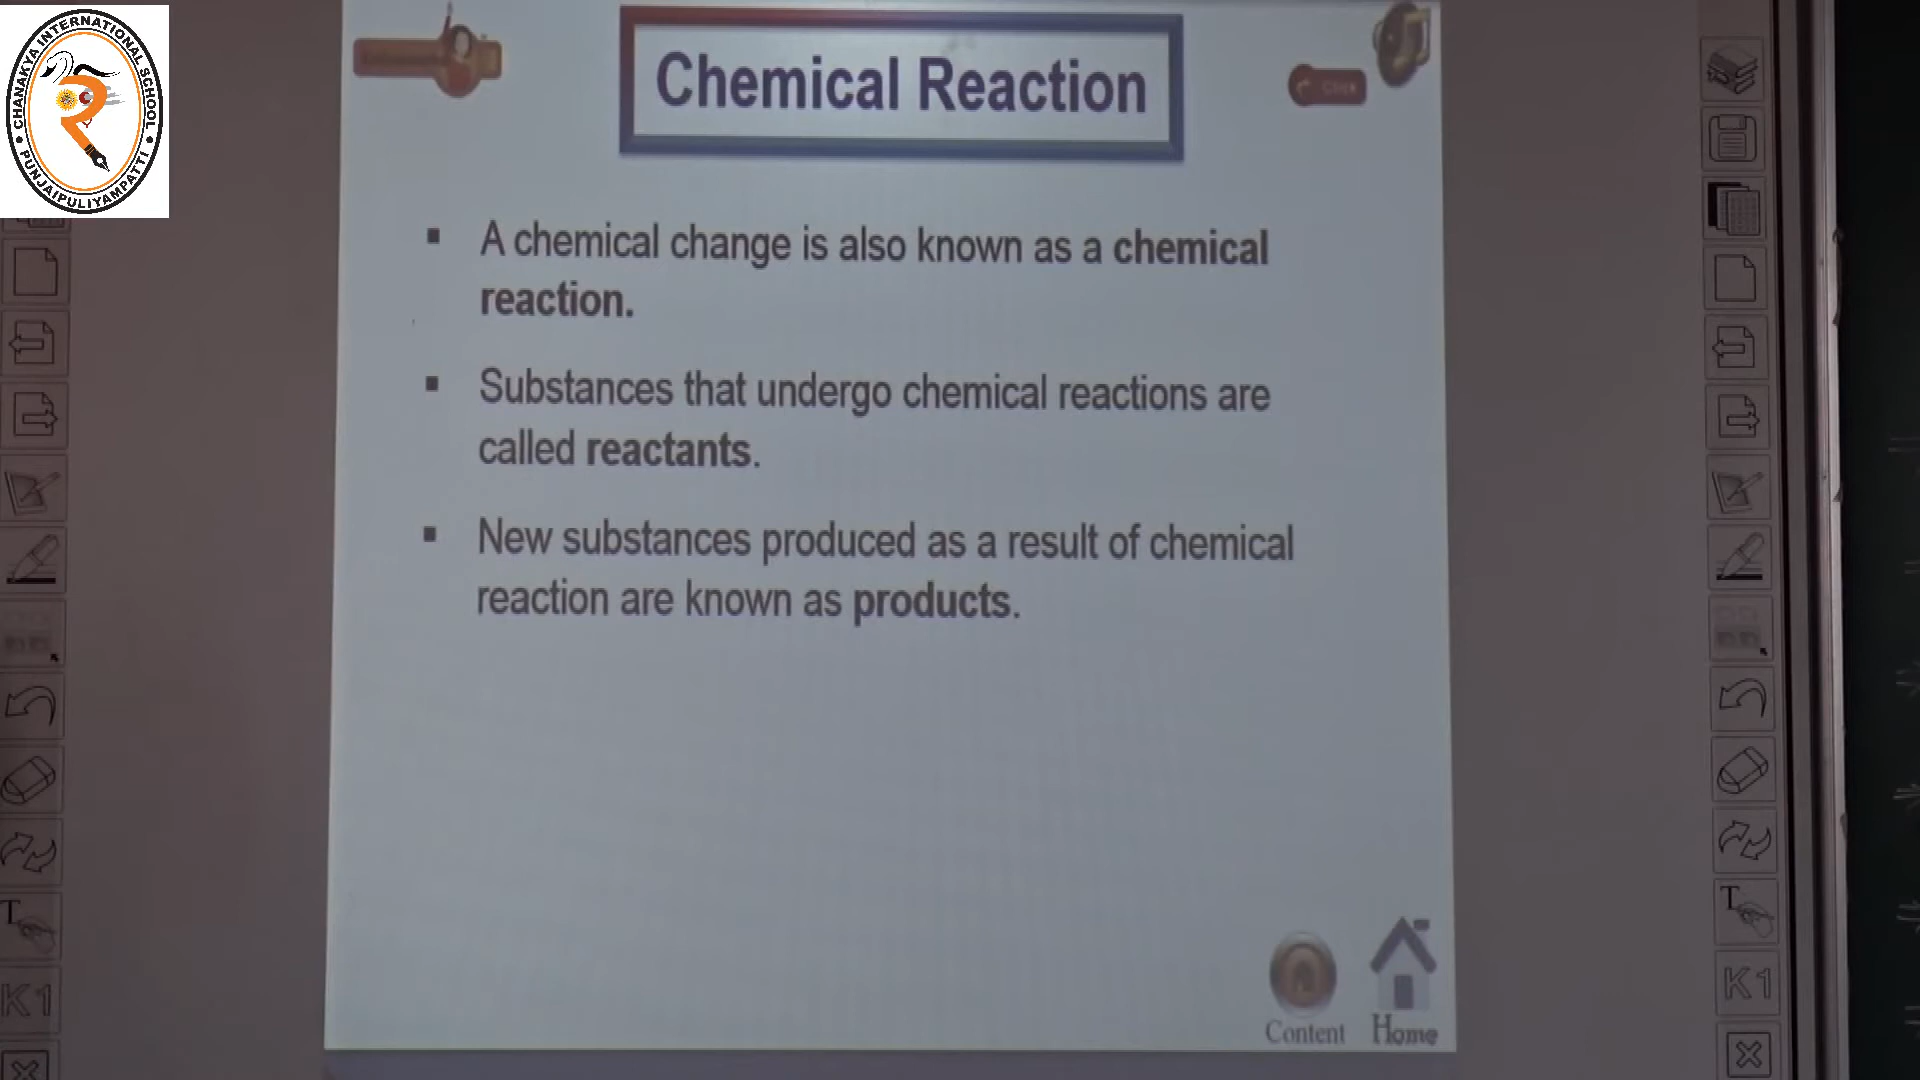 CHANAKYA INTERNATIONAL SCHOOL
PUNJAIPULIYAMPATTI
Chemical Reaction
Click
▪ A chemical change is also known as a chemical
reaction.
▪ Substances that undergo chemical reactions are
called reactants.
▪ New substances produced as a result of chemical
reaction are known as products.
Content
Home
T
K1
T
K1